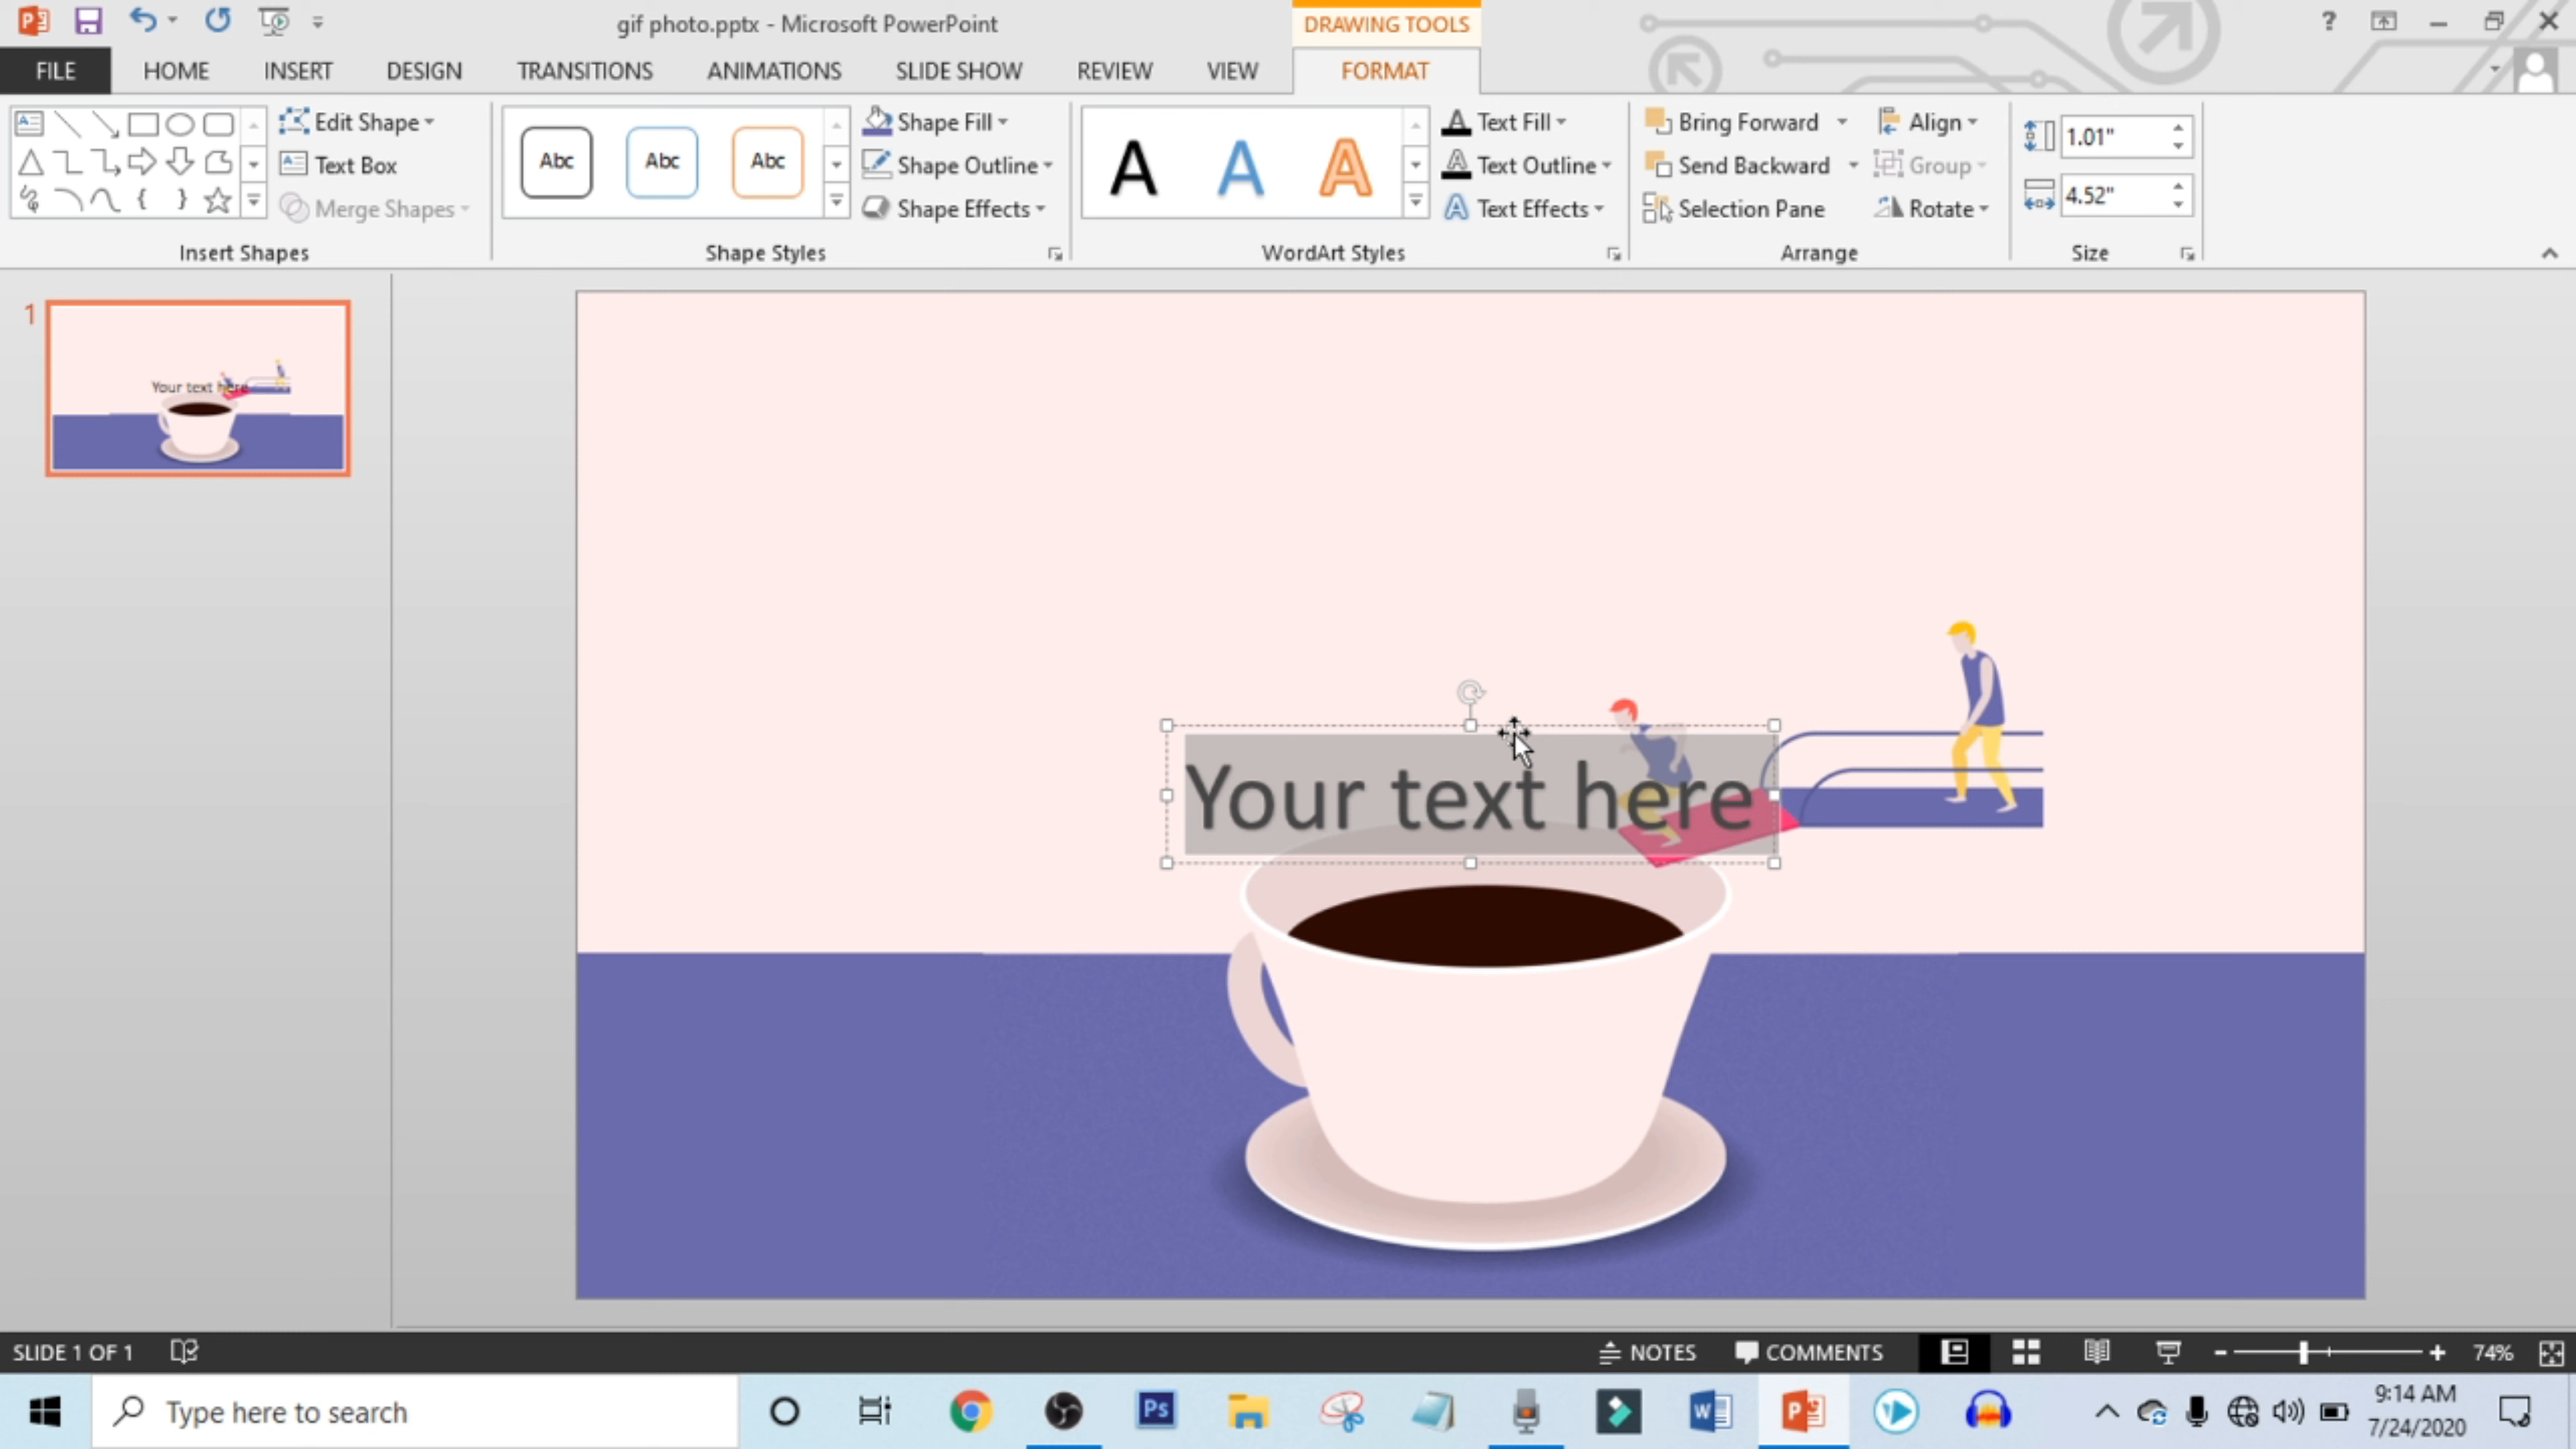 gif photo.pptx - Microsoft PowerPoint
DRAWING TOOLS
?
FILE
HOME
INSERT
DESIGN
TRANSITIONS
ANIMATIONS
SLIDE SHOW
REVIEW
VIEW
FORMAT
Edit Shape
Text Box
Merge Shapes
Insert Shapes
Abc
Abc
Abc
Shape Fill
Shape Outline
Shape Effects
Shape Styles
A
A
A
Text Fill
Text Outline
Text Effects
WordArt Styles
Bring Forward
Send Backward
Selection Pane
Align
Group
Rotate
Arrange
1.01"
4.52"
Size
1
Your text here
Your text here
SLIDE 1 OF 1
NOTES
COMMENTS
74%
Type here to search
Ps
9:14 AM
7/24/2020